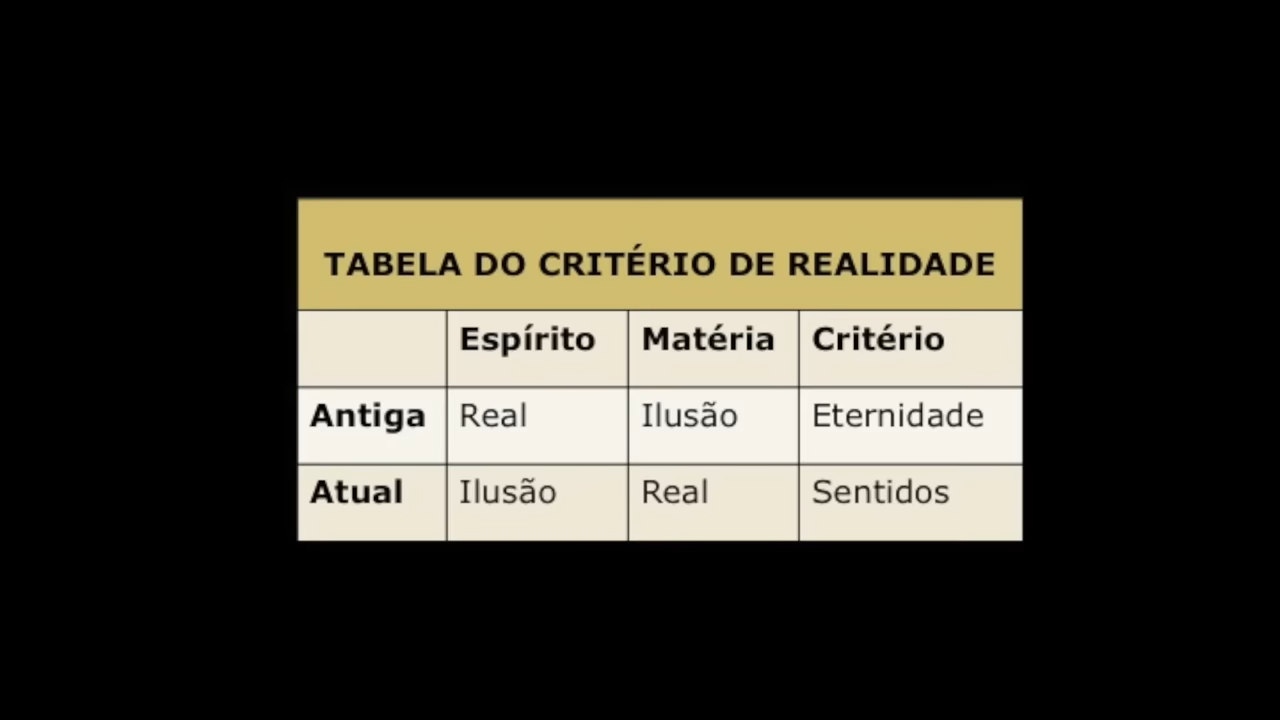 TABELA DO CRITÉRIO DE REALIDADE
Espírito Matéria Critério
Antiga Real Ilusão Eternidade
Atual Ilusão Real Sentidos